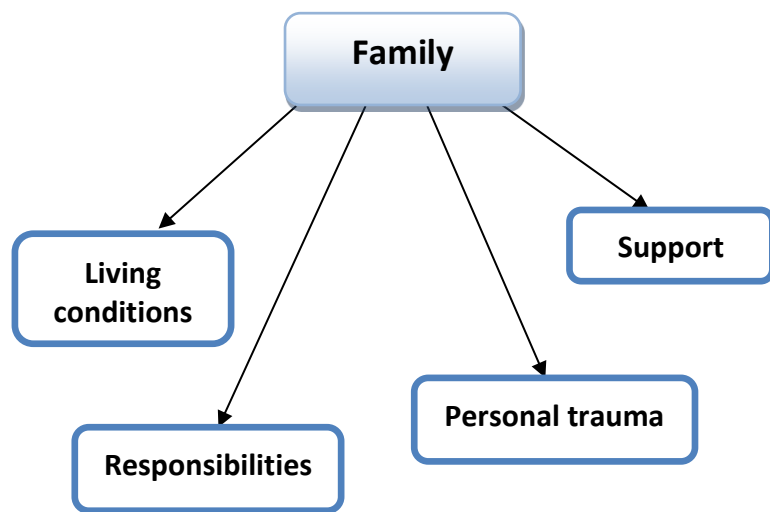 Family
Support
Living
conditions
Personal trauma
Responsibilities